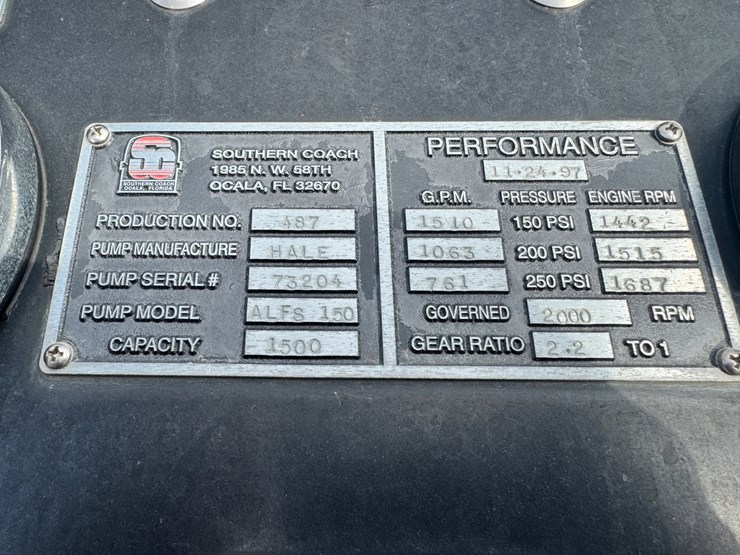 SC
SOUTHERN COACH
OCALA, FLORIDA
SOUTHERN COACH
1985 N. W. 58TH
OCALA, FL 32670
PRODUCTION NO. 487
PUMP MANUFACTURE HALE
PUMP SERIAL # 73204
PUMP MODEL ALFS 150
CAPACITY 1500
PERFORMANCE
11·24·97
G.P.M. PRESSURE ENGINE RPM
1510 150 PSI 1442
1063 200 PSI 1515
761 250 PSI 1687
GOVERNED 2000 RPM
GEAR RATIO 2.2 TO 1